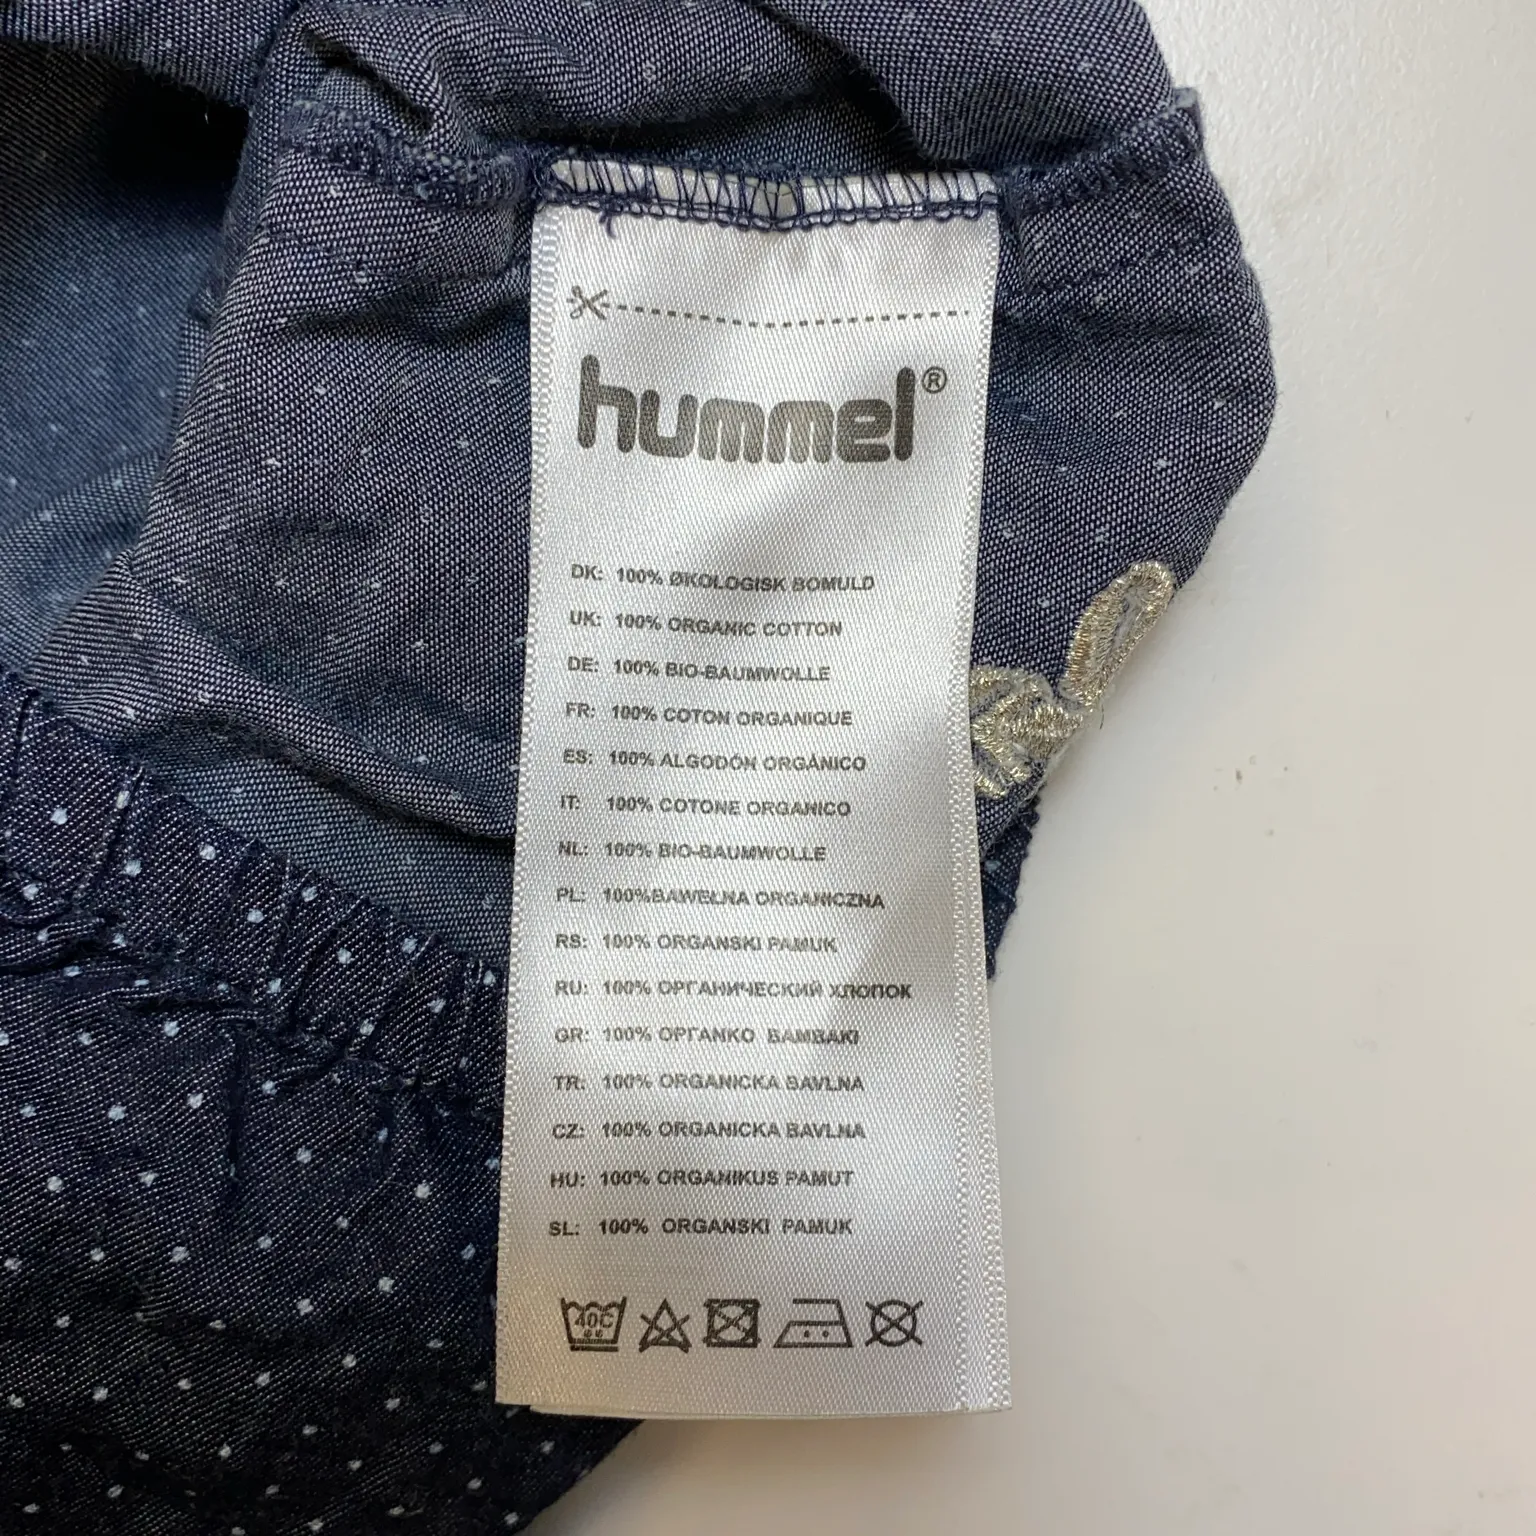 hummel®
DK: 100% ØKOLOGISK BOMULD
UK: 100% ORGANIC COTTON
DE: 100% BIO-BAUMWOLLE
FR: 100% COTON ORGANIQUE
ES: 100% ALGODÓN ORGÁNICO
IT: 100% COTONE ORGANICO
NL: 100% BIO-BAUMWOLLE
PL: 100%BAWEŁNA ORGANICZNA
RS: 100% ORGANSKI PAMUK
RU: 100% ОРГАНИЧЕСКИЙ ХЛОПОК
GR: 100% ΟΡΓΑΝΚΟ ΒΑΜΒΑΚΙ
TR: 100% ORGANICKA BAVLNA
CZ: 100% ORGANICKA BAVLNA
HU: 100% ORGANIKUS PAMUT
SL: 100% ORGANSKI PAMUK
40C